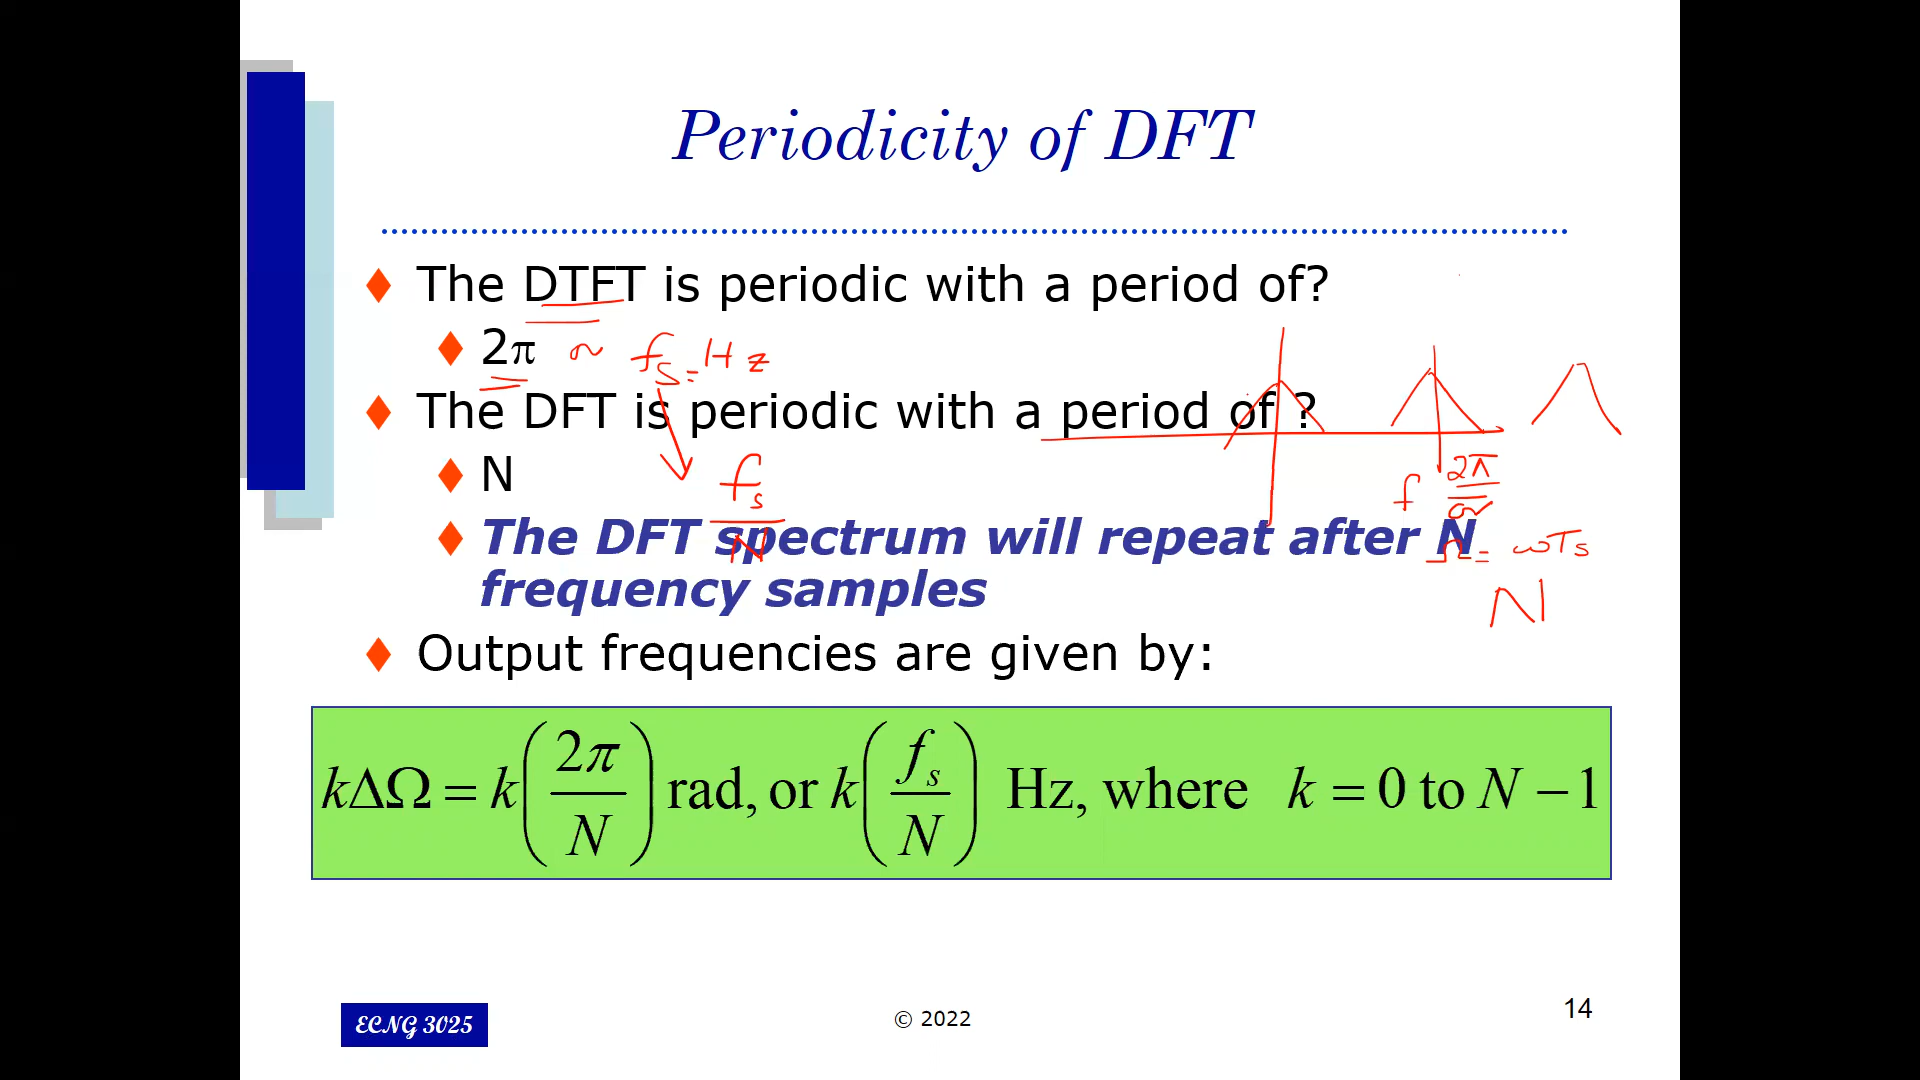 Periodicity of DFT
The DTFT is periodic with a period of?
2π or fs = Hz
The DFT is periodic with a period of ?
N
fs/N
f 2π
The DFT spectrum will repeat after N
Ω = ωTs
frequency samples
N
Output frequencies are given by:
kΔΩ = k(2π/N) rad, or k(fs/N) Hz, where k = 0 to N − 1
ECNG 3025
© 2022
14